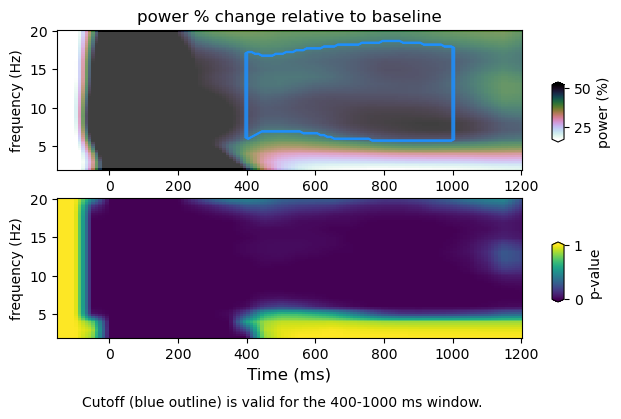 power % change relative to baseline
frequency (Hz)
20
15
10
5
0 200 400 600 800 1000 1200
50
25
power (%)
frequency (Hz)
20
15
10
5
0 200 400 600 800 1000 1200
Time (ms)
1
0
p-value
Cutoff (blue outline) is valid for the 400-1000 ms window.